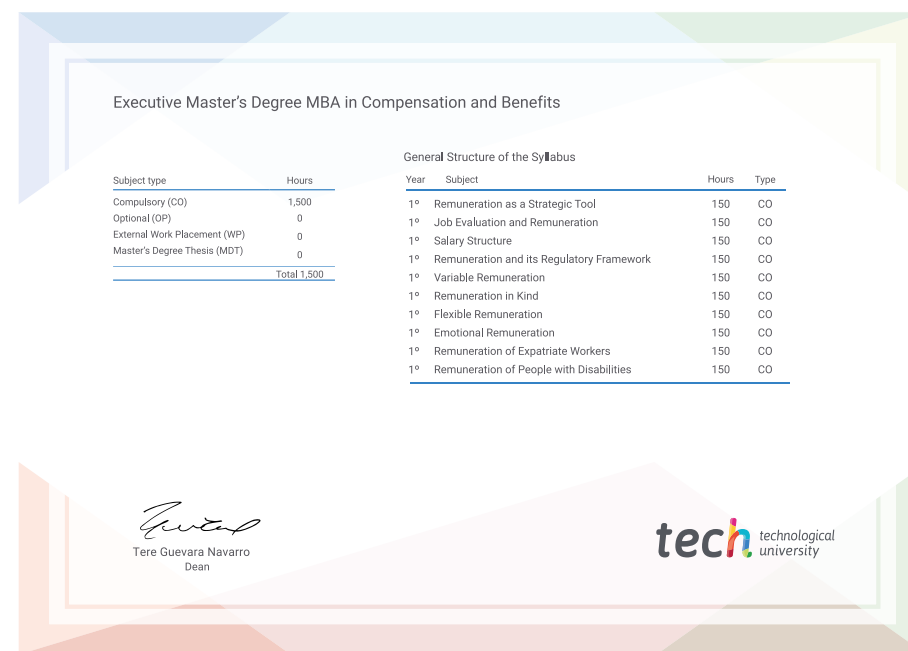 Executive Master's Degree MBA in Compensation and Benefits
Subject type Hours
Compulsory (CO) 1,500
Optional (OP) 0
External Work Placement (WP) 0
Master's Degree Thesis (MDT) 0
Total 1,500
General Structure of the Syllabus
Year Subject Hours Type
1º Remuneration as a Strategic Tool 150 CO
1º Job Evaluation and Remuneration 150 CO
1º Salary Structure 150 CO
1º Remuneration and its Regulatory Framework 150 CO
1º Variable Remuneration 150 CO
1º Remuneration in Kind 150 CO
1º Flexible Remuneration 150 CO
1º Emotional Remuneration 150 CO
1º Remuneration of Expatriate Workers 150 CO
1º Remuneration of People with Disabilities 150 CO
Tere Guevara Navarro
Dean
tech technological
university